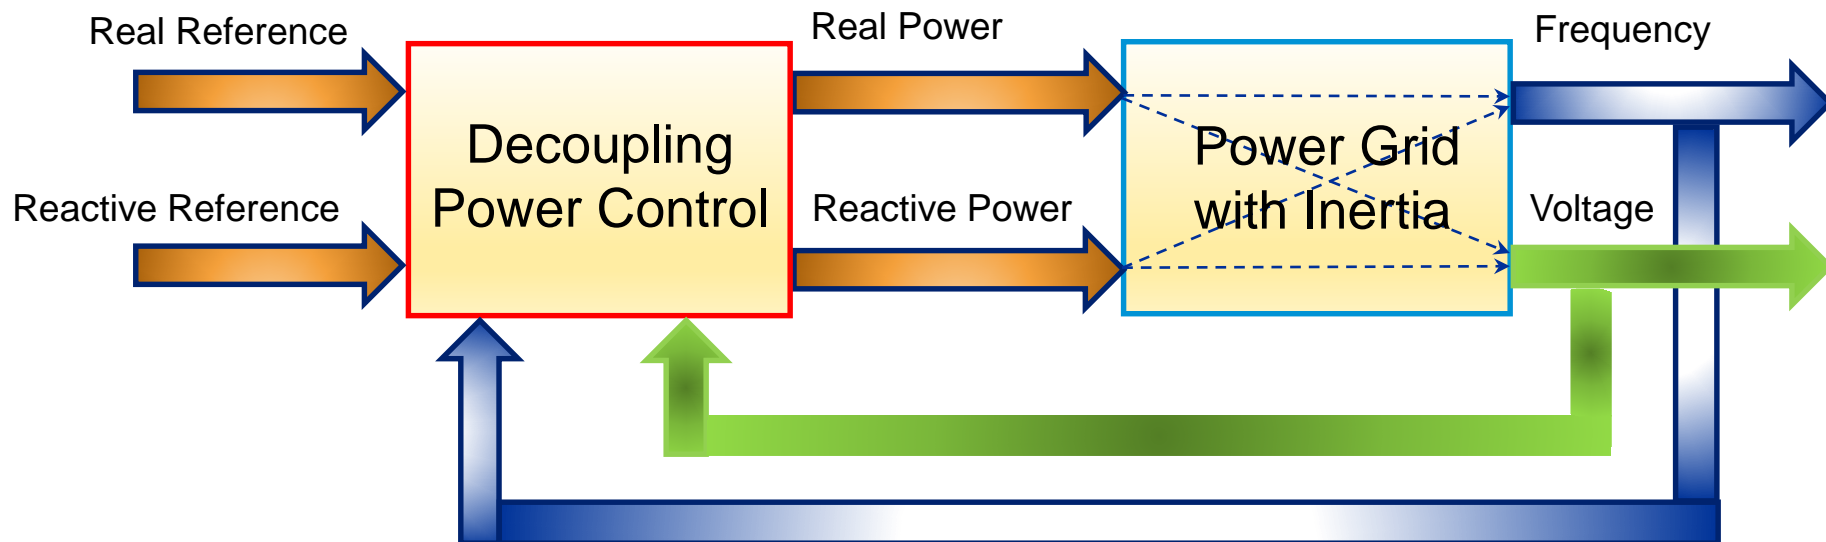 Real Reference
Real Power
Frequency
Decoupling
Power Control
Power Grid
with Inertia
Reactive Reference
Reactive Power
Voltage